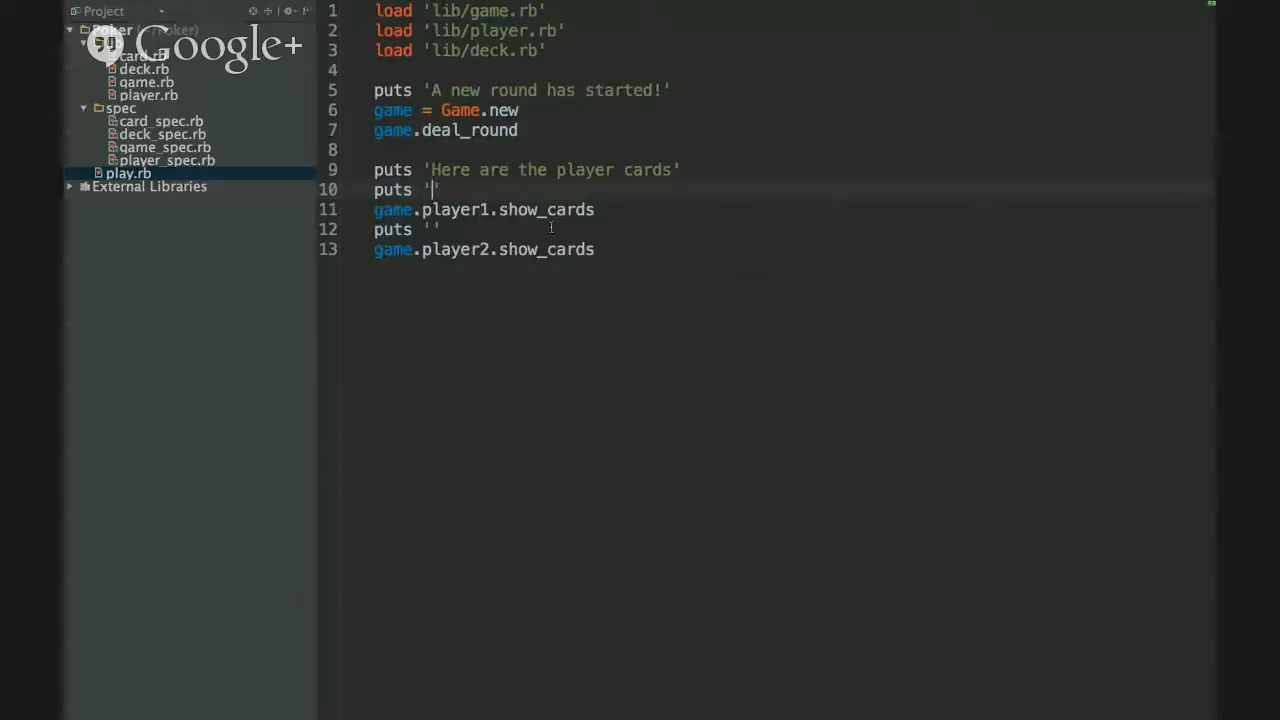 Project
Poker (~/Poker)
Google+
card.rb
deck.rb
game.rb
player.rb
spec
card_spec.rb
deck_spec.rb
game_spec.rb
player_spec.rb
play.rb
External Libraries
1 load 'lib/game.rb'
2 load 'lib/player.rb'
3 load 'lib/deck.rb'
4
5 puts 'A new round has started!'
6 game = Game.new
7 game.deal_round
8
9 puts 'Here are the player cards'
10 puts ''
11 game.player1.show_cards
12 puts ''
13 game.player2.show_cards